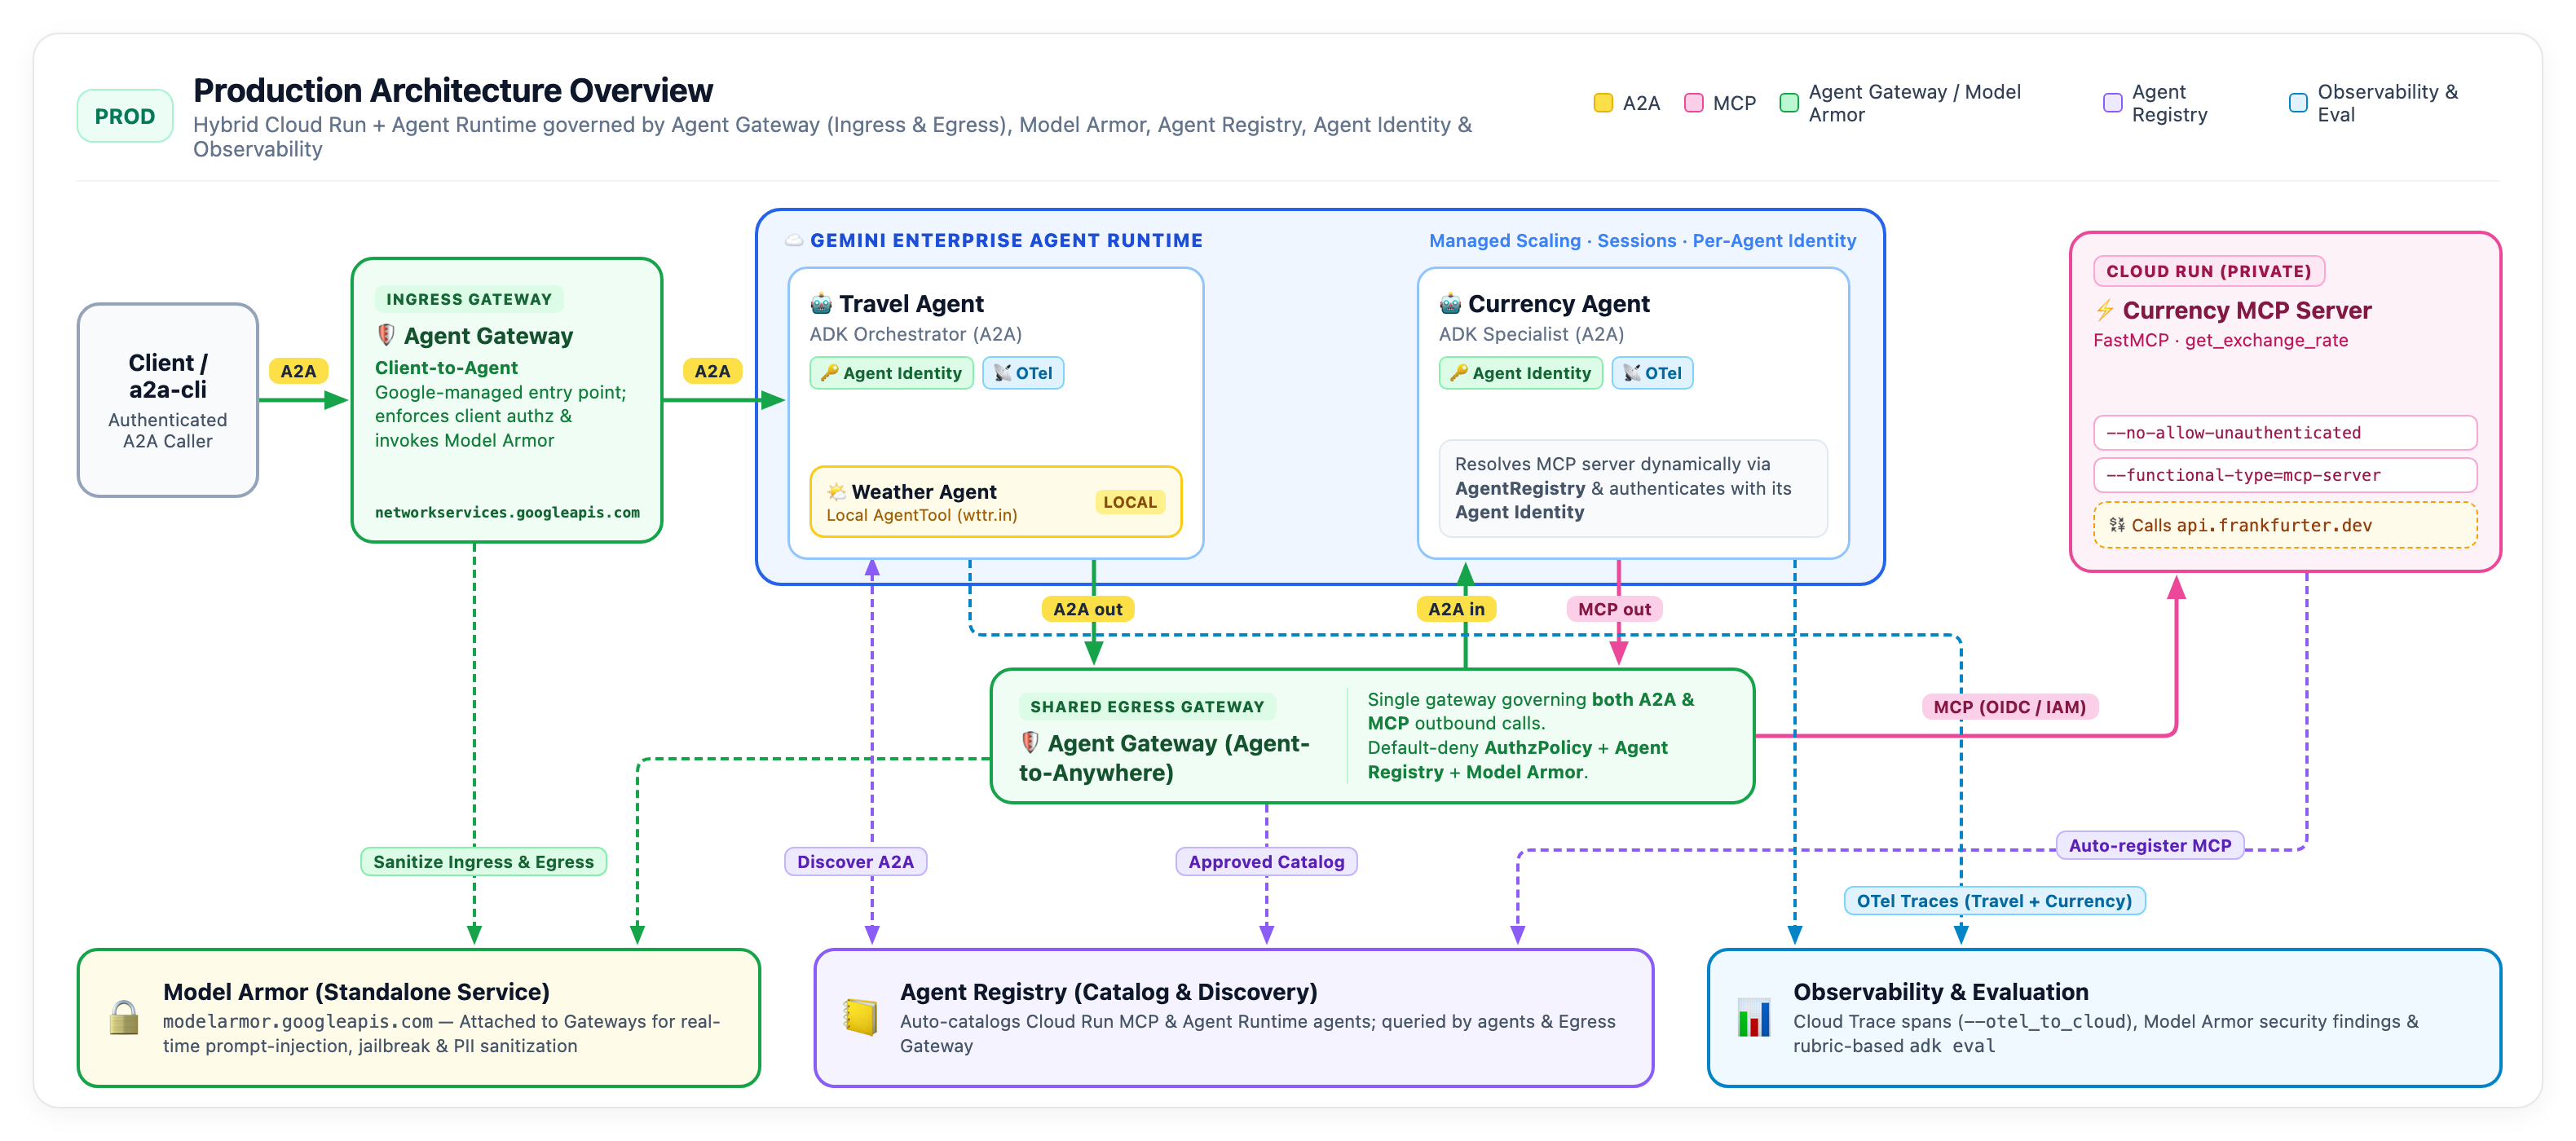 PROD
Production Architecture Overview
Hybrid Cloud Run + Agent Runtime governed by Agent Gateway (Ingress & Egress), Model Armor, Agent Registry, Agent Identity &
Observability
A2A
MCP
Agent Gateway / Model
Armor
Agent
Registry
Observability &
Eval
Client /
a2a-cli
Authenticated
A2A Caller
A2A
INGRESS GATEWAY
Agent Gateway
Client-to-Agent
Google-managed entry point;
enforces client authz &
invokes Model Armor
networkservices.googleapis.com
A2A
GEMINI ENTERPRISE AGENT RUNTIME
Managed Scaling · Sessions · Per-Agent Identity
Travel Agent
ADK Orchestrator (A2A)
Agent Identity
OTel
Weather Agent
Local AgentTool (wttr.in)
LOCAL
Currency Agent
ADK Specialist (A2A)
Agent Identity
OTel
Resolves MCP server dynamically via
AgentRegistry & authenticates with its
Agent Identity
CLOUD RUN (PRIVATE)
Currency MCP Server
FastMCP · get_exchange_rate
--no-allow-unauthenticated
--functional-type=mcp-server
Calls api.frankfurter.dev
A2A out
A2A in
MCP out
SHARED EGRESS GATEWAY
Agent Gateway (Agent-
to-Anywhere)
Single gateway governing both A2A &
MCP outbound calls.
Default-deny AuthzPolicy + Agent
Registry + Model Armor.
MCP (OIDC / IAM)
Sanitize Ingress & Egress
Discover A2A
Approved Catalog
Auto-register MCP
OTel Traces (Travel + Currency)
Model Armor (Standalone Service)
modelarmor.googleapis.com — Attached to Gateways for real-
time prompt-injection, jailbreak & PII sanitization
Agent Registry (Catalog & Discovery)
Auto-catalogs Cloud Run MCP & Agent Runtime agents; queried by agents & Egress
Gateway
Observability & Evaluation
Cloud Trace spans (--otel_to_cloud), Model Armor security findings &
rubric-based adk eval